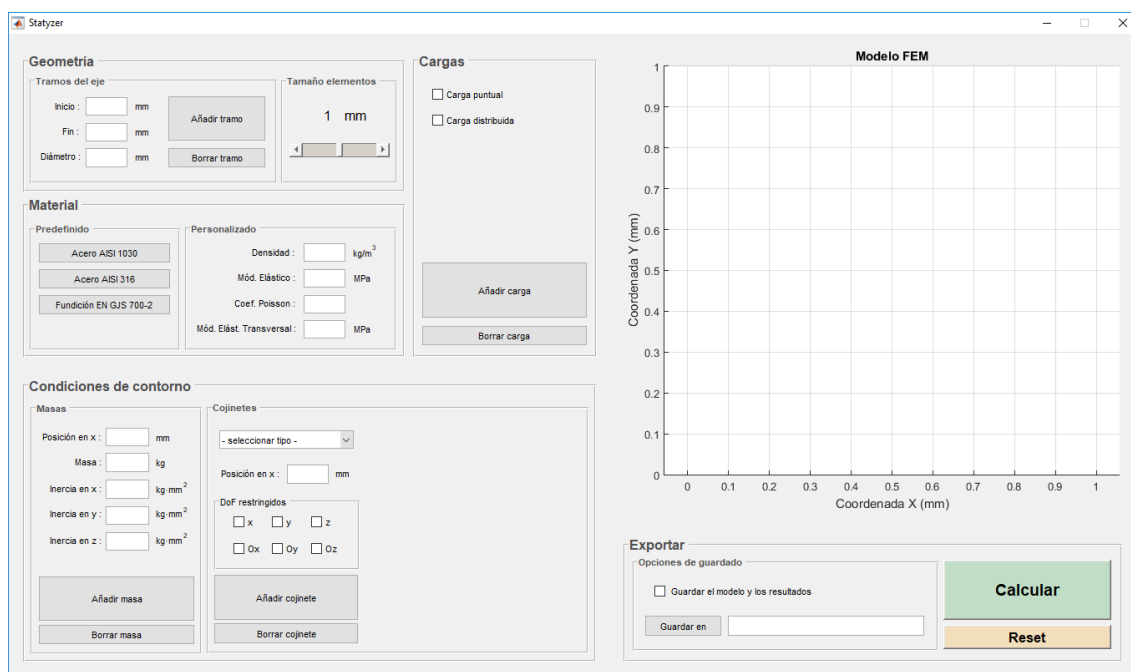 Statyzer
Geometría
Tramos del eje
Inicio : mm
Fin : mm
Diámetro : mm
Añadir tramo
Borrar tramo
Tamaño elementos
1 mm
Material
Predefinido
Acero AISI 1030
Acero AISI 316
Fundición EN GJS 700-2
Personalizado
Densidad : kg/m³
Mód. Elástico : MPa
Coef. Poisson :
Mód. Elást. Transversal : MPa
Cargas
Carga puntual
Carga distribuida
Añadir carga
Borrar carga
Condiciones de contorno
Masas
Posición en x : mm
Masa : kg
Inercia en x : kg·mm²
Inercia en y : kg·mm²
Inercia en z : kg·mm²
Añadir masa
Borrar masa
Cojinetes
- seleccionar tipo -
Posición en x : mm
DoF restringidos
x y z
Ox Oy Oz
Añadir cojinete
Borrar cojinete
Modelo FEM
Coordenada Y (mm)
1
0.9
0.8
0.7
0.6
0.5
0.4
0.3
0.2
0.1
0
0 0.1 0.2 0.3 0.4 0.5 0.6 0.7 0.8 0.9 1
Coordenada X (mm)
Exportar
Opciones de guardado
Guardar el modelo y los resultados
Guardar en
Calcular
Reset